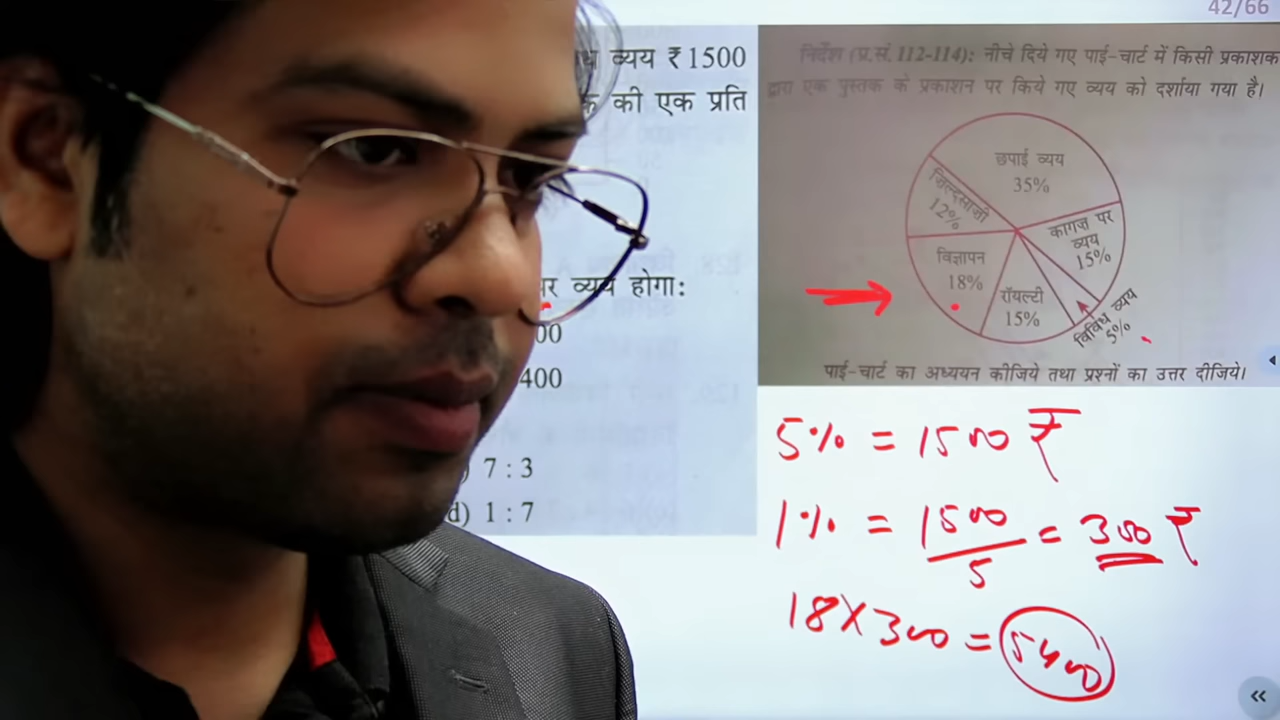 42/66
व्यय ₹1500
की एक प्रति
व्यय होगा:
00
400
7 : 3
d) 1 : 7
निर्देश (प्र.सं. 112-114): नीचे दिये गए पाई-चार्ट में किसी प्रकाशक
द्वारा एक पुस्तक के प्रकाशन पर किये गए व्यय को दर्शाया गया है।
छपाई व्यय
35%
जिल्दसाजी
12%
कागज पर
व्यय
15%
विज्ञापन
18%
रॉयल्टी
15%
विविध व्यय
5%
पाई-चार्ट का अध्ययन कीजिये तथा प्रश्नों का उत्तर दीजिये।
5% = 1500 ₹
1% = 1500/5 = 300 ₹
18×300 = 5400